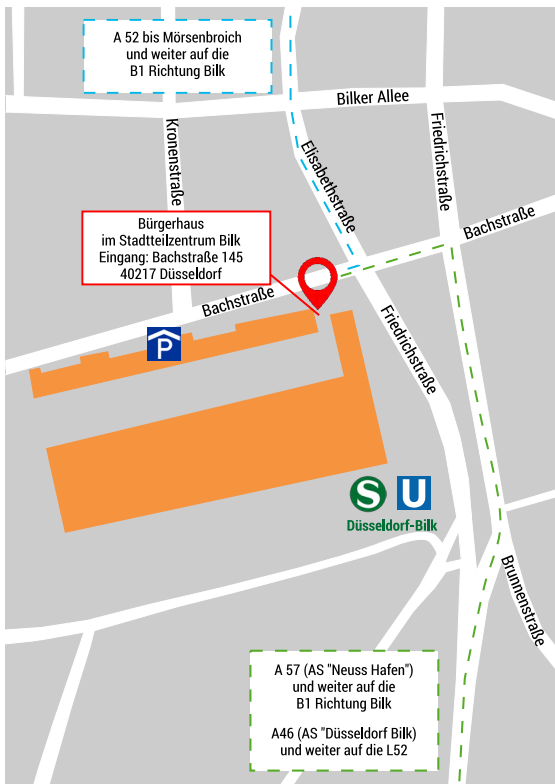 A 52 bis Mörsenbroich
und weiter auf die
B1 Richtung Bilk
Bilker Allee
Kronenstraße
Elisabethstraße
Friedrichstraße
Bachstraße
Bürgerhaus
im Stadtteilzentrum Bilk
Eingang: Bachstraße 145
40217 Düsseldorf
Bachstraße
P
Friedrichstraße
S U
Düsseldorf-Bilk
Brunnenstraße
A 57 (AS "Neuss Hafen")
und weiter auf die
B1 Richtung Bilk
A46 (AS "Düsseldorf Bilk)
und weiter auf die L52